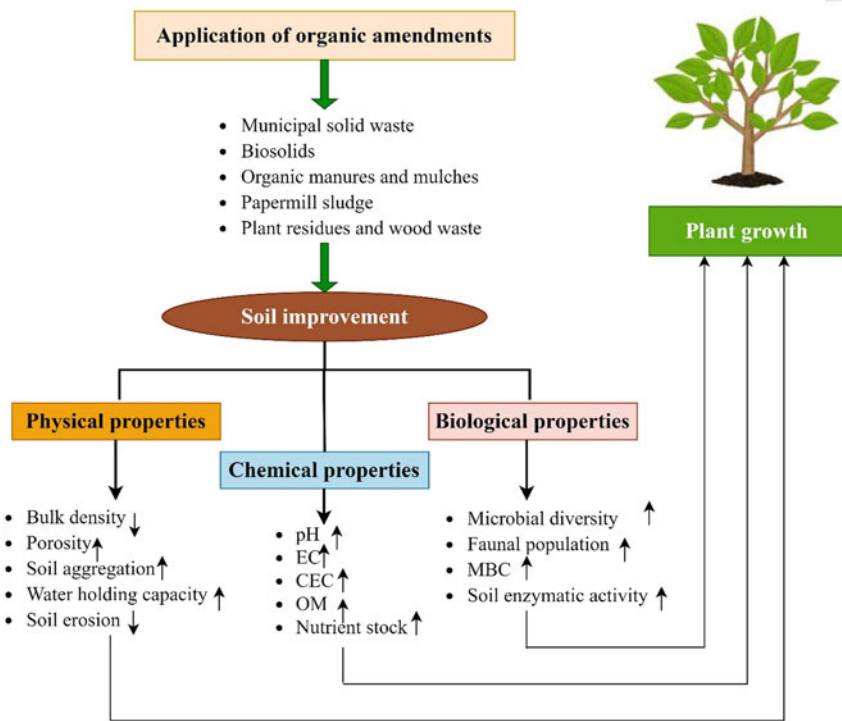 Application of organic amendments
• Municipal solid waste
• Biosolids
• Organic manures and mulches
• Papermill sludge
• Plant residues and wood waste
Plant growth
Soil improvement
Physical properties
• Bulk density ↓
• Porosity ↑
• Soil aggregation ↑
• Water holding capacity ↑
• Soil erosion ↓
Chemical properties
• pH ↑
• EC ↑
• CEC ↑
• OM ↑
• Nutrient stock ↑
Biological properties
• Microbial diversity ↑
• Faunal population ↑
• MBC ↑
• Soil enzymatic activity ↑